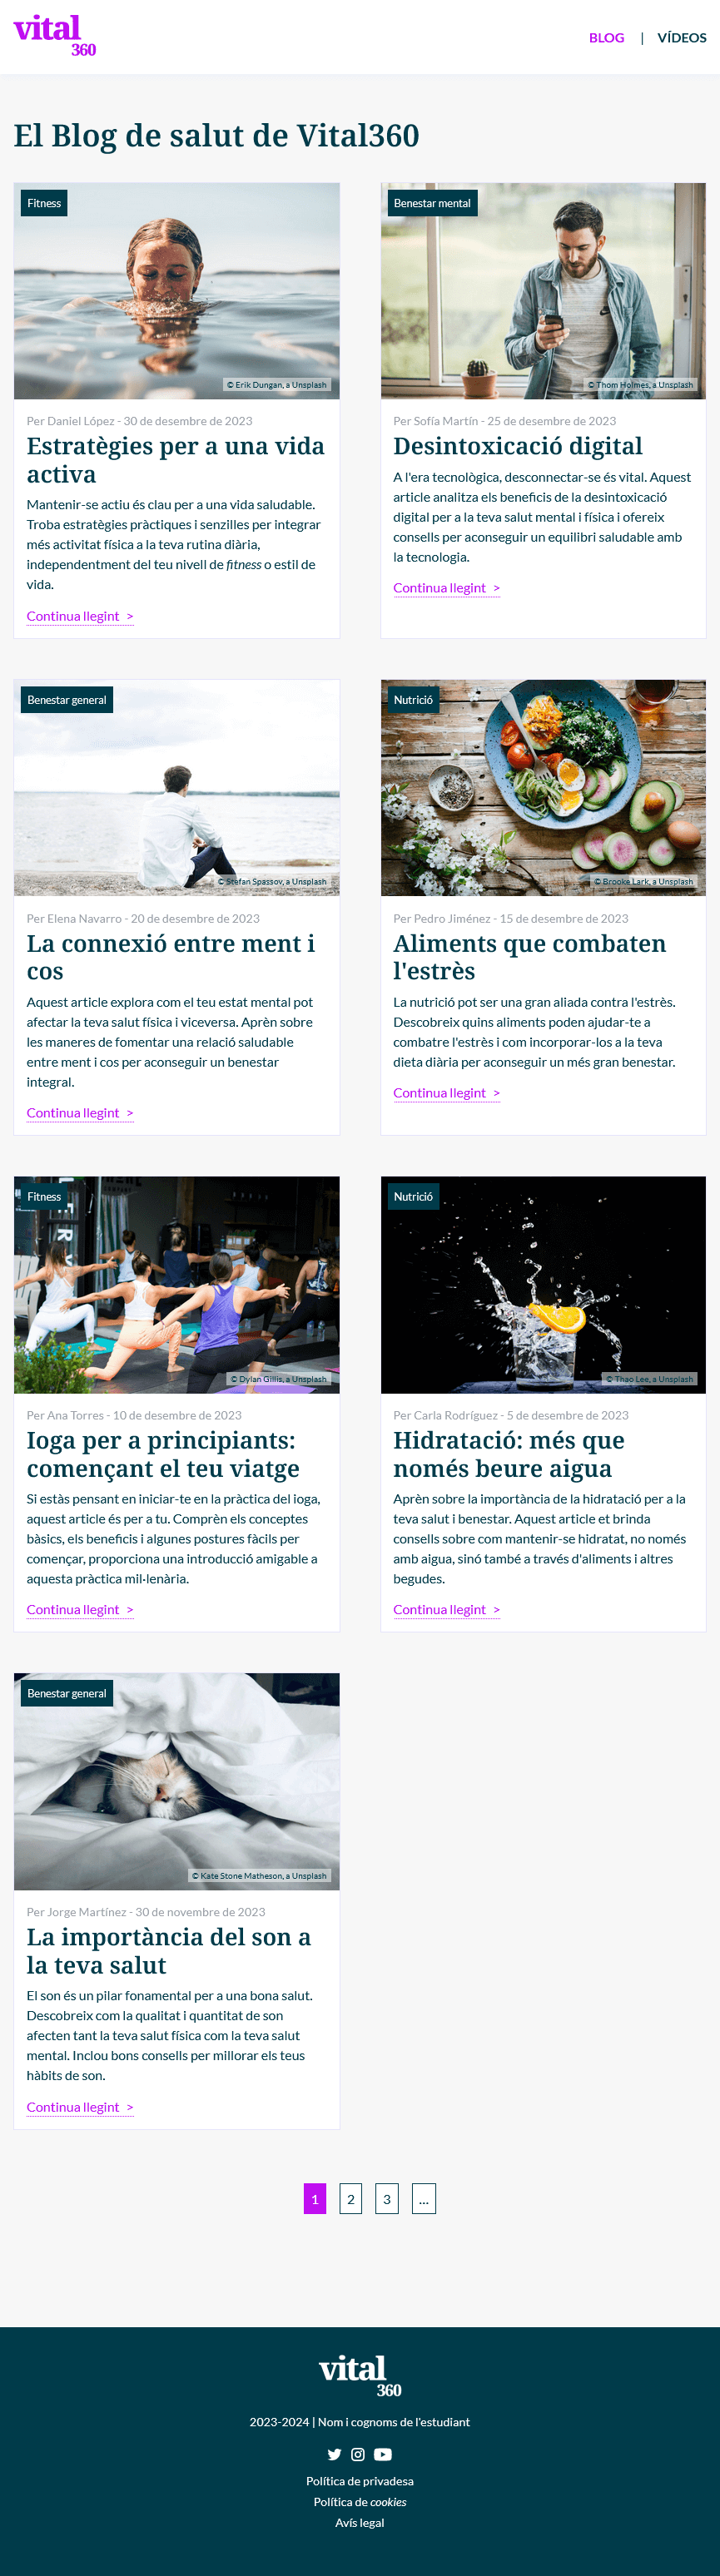 vital
360
BLOG | VÍDEOS
El Blog de salut de Vital360
Fitness
© Erik Dungan, a Unsplash
Per Daniel López - 30 de desembre de 2023
Estratègies per a una vida
activa
Mantenir-se actiu és clau per a una vida saludable.
Troba estratègies pràctiques i senzilles per integrar
més activitat física a la teva rutina diària,
independentment del teu nivell de fitness o estil de
vida.
Continua llegint >
Benestar mental
© Thom Holmes, a Unsplash
Per Sofía Martín - 25 de desembre de 2023
Desintoxicació digital
A l'era tecnològica, desconnectar-se és vital. Aquest
article analitza els beneficis de la desintoxicació
digital per a la teva salut mental i física i ofereix
consells per aconseguir un equilibri saludable amb
la tecnologia.
Continua llegint >
Benestar general
© Stefan Spassov, a Unsplash
Per Elena Navarro - 20 de desembre de 2023
La connexió entre ment i
cos
Aquest article explora com el teu estat mental pot
afectar la teva salut física i viceversa. Aprèn sobre
les maneres de fomentar una relació saludable
entre ment i cos per aconseguir un benestar
integral.
Continua llegint >
Nutrició
© Brooke Lark, a Unsplash
Per Pedro Jiménez - 15 de desembre de 2023
Aliments que combaten
l'estrès
La nutrició pot ser una gran aliada contra l'estrès.
Descobreix quins aliments poden ajudar-te a
combatre l'estrès i com incorporar-los a la teva
dieta diària per aconseguir un més gran benestar.
Continua llegint >
Fitness
© Dylan Gillis, a Unsplash
Per Ana Torres - 10 de desembre de 2023
Ioga per a principiants:
començant el teu viatge
Si estàs pensant en iniciar-te en la pràctica del ioga,
aquest article és per a tu. Comprèn els conceptes
bàsics, els beneficis i algunes postures fàcils per
començar, proporciona una introducció amigable a
aquesta pràctica mil·lenària.
Continua llegint >
Nutrició
© Thao Lee, a Unsplash
Per Carla Rodríguez - 5 de desembre de 2023
Hidratació: més que
només beure aigua
Aprèn sobre la importància de la hidratació per a la
teva salut i benestar. Aquest article et brinda
consells sobre com mantenir-se hidratat, no només
amb aigua, sinó també a través d'aliments i altres
begudes.
Continua llegint >
Benestar general
© Kate Stone Matheson, a Unsplash
Per Jorge Martínez - 30 de novembre de 2023
La importància del son a
la teva salut
El son és un pilar fonamental per a una bona salut.
Descobreix com la qualitat i quantitat de son
afecten tant la teva salut física com la teva salut
mental. Inclou bons consells per millorar els teus
hàbits de son.
Continua llegint >
1 2 3 ...
vital
360
2023-2024 | Nom i cognoms de l'estudiant
Política de privadesa
Política de cookies
Avís legal